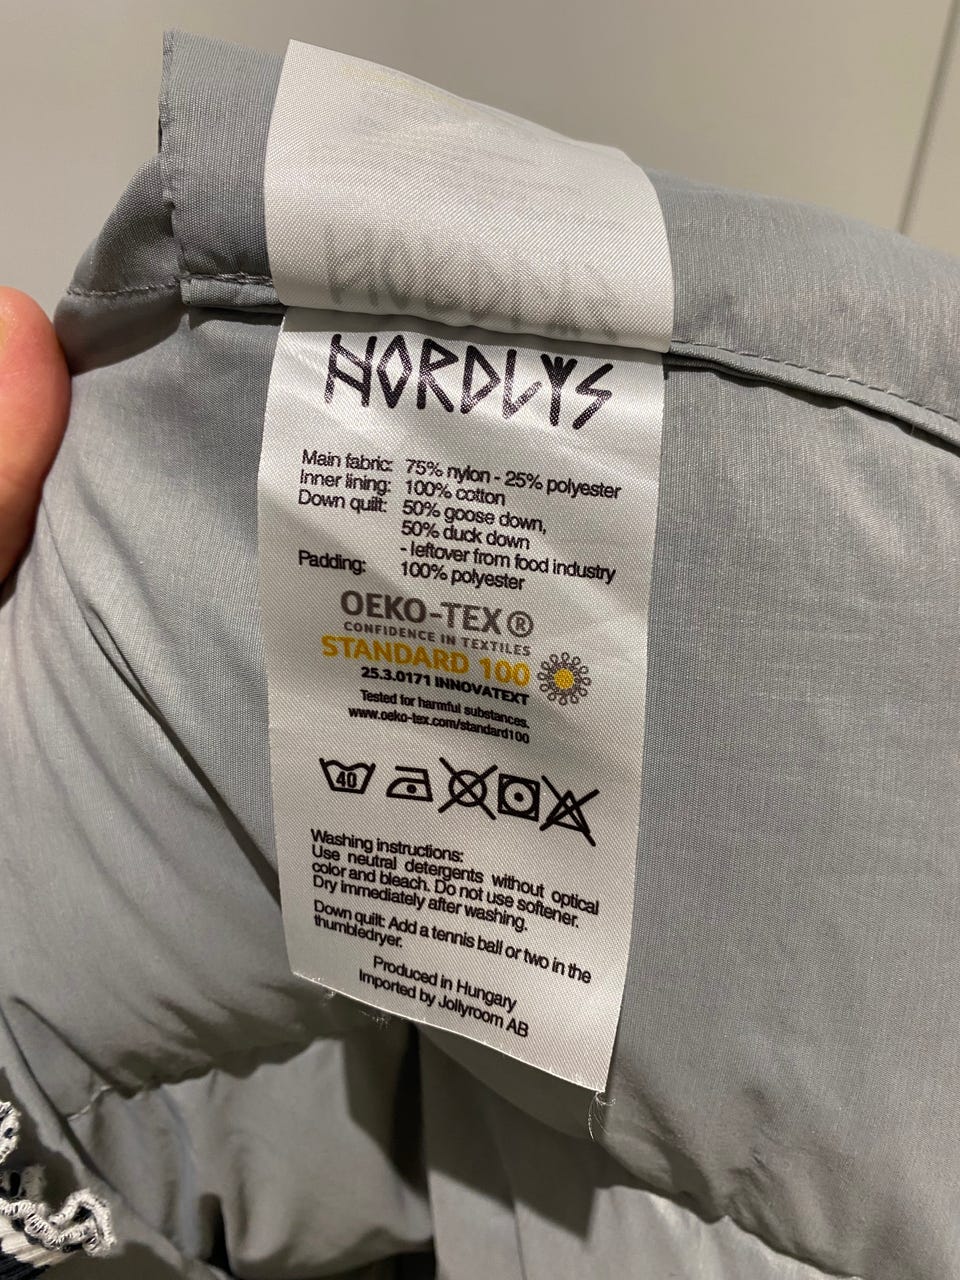 NORDLYS
Main fabric: 75% nylon - 25% polyester
Inner lining: 100% cotton
Down quilt: 50% goose down,
50% duck down
- leftover from food industry
Padding: 100% polyester
OEKO-TEX®
CONFIDENCE IN TEXTILES
STANDARD 100
25.3.0171 INNOVATEXT
Tested for harmful substances.
www.oeko-tex.com/standard100
40
Washing instructions:
Use neutral detergents without optical
color and bleach. Do not use softener.
Dry immediately after washing.
Down quilt: Add a tennis ball or two in the
thumbledryer.
Produced in Hungary
Imported by Jollyroom AB